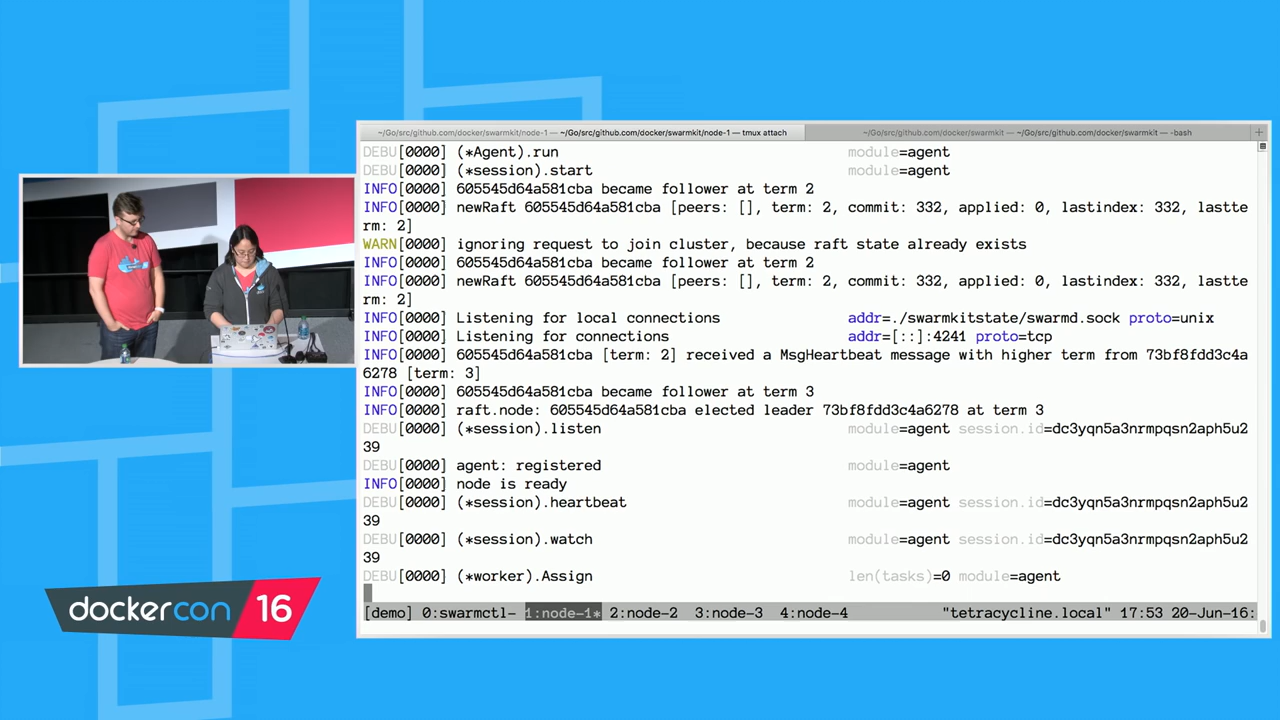 ~/Go/src/github.com/docker/swarmkit/node-1 — ~/Go/src/github.com/docker/swarmkit/node-1 — tmux attach
~/Go/src/github.com/docker/swarmkit — ~/Go/src/github.com/docker/swarmkit — -bash
+
DEBU[0000] (*Agent).run module=agent
DEBU[0000] (*session).start module=agent
INFO[0000] 605545d64a581cba became follower at term 2
INFO[0000] newRaft 605545d64a581cba [peers: [], term: 2, commit: 332, applied: 0, lastindex: 332, lastte
rm: 2]
WARN[0000] ignoring request to join cluster, because raft state already exists
INFO[0000] 605545d64a581cba became follower at term 2
INFO[0000] newRaft 605545d64a581cba [peers: [], term: 2, commit: 332, applied: 0, lastindex: 332, lastte
rm: 2]
INFO[0000] Listening for local connections addr=./swarmkitstate/swarmd.sock proto=unix
INFO[0000] Listening for connections addr=[::]:4241 proto=tcp
INFO[0000] 605545d64a581cba [term: 2] received a MsgHeartbeat message with higher term from 73bf8fdd3c4a
6278 [term: 3]
INFO[0000] 605545d64a581cba became follower at term 3
INFO[0000] raft.node: 605545d64a581cba elected leader 73bf8fdd3c4a6278 at term 3
DEBU[0000] (*session).listen module=agent session.id=dc3yqn5a3nrmpqsn2aph5u2
39
DEBU[0000] agent: registered module=agent
INFO[0000] node is ready
DEBU[0000] (*session).heartbeat module=agent session.id=dc3yqn5a3nrmpqsn2aph5u2
39
DEBU[0000] (*session).watch module=agent session.id=dc3yqn5a3nrmpqsn2aph5u2
39
DEBU[0000] (*worker).Assign len(tasks)=0 module=agent
[demo] 0:swarmctl- 1:node-1* 2:node-2 3:node-3 4:node-4 "tetracycline.local" 17:53 20-Jun-16:
dockercon 16